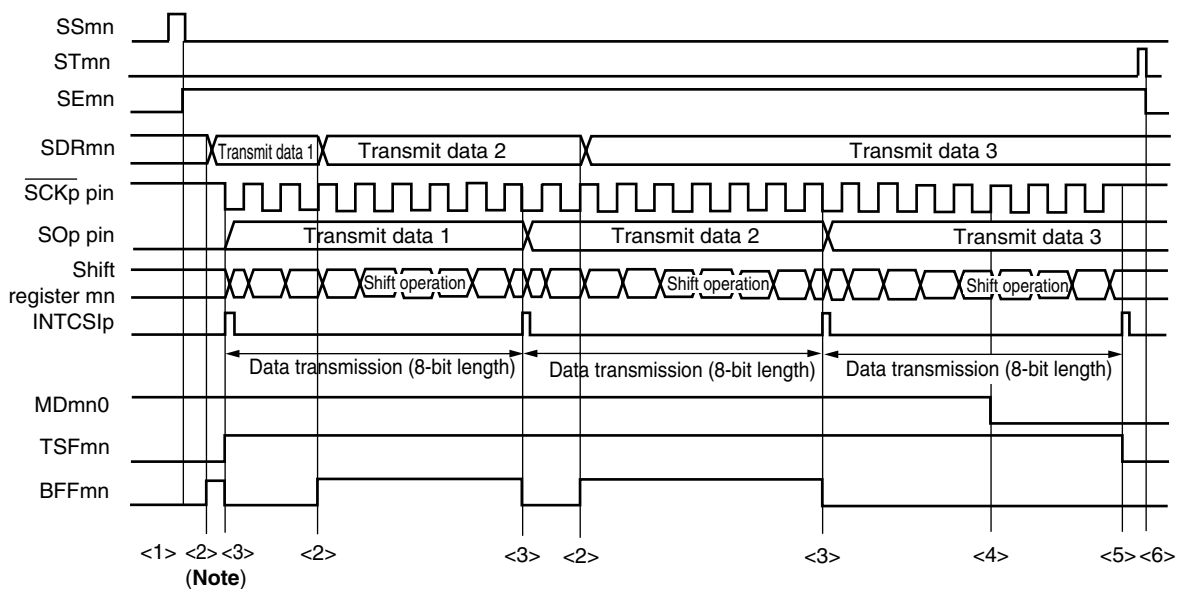 SSmn
STmn
SEmn
SDRmn
Transmit data 1
Transmit data 2
Transmit data 3
SCKp pin
SOp pin
Transmit data 1
Transmit data 2
Transmit data 3
Shift
register mn
Shift operation
Shift operation
Shift operation
INTCSIp
Data transmission (8-bit length)
Data transmission (8-bit length)
Data transmission (8-bit length)
MDmn0
TSFmn
BFFmn
<1> <2> <3> <2> <3> <2> <3> <4> <5> <6>
(Note)